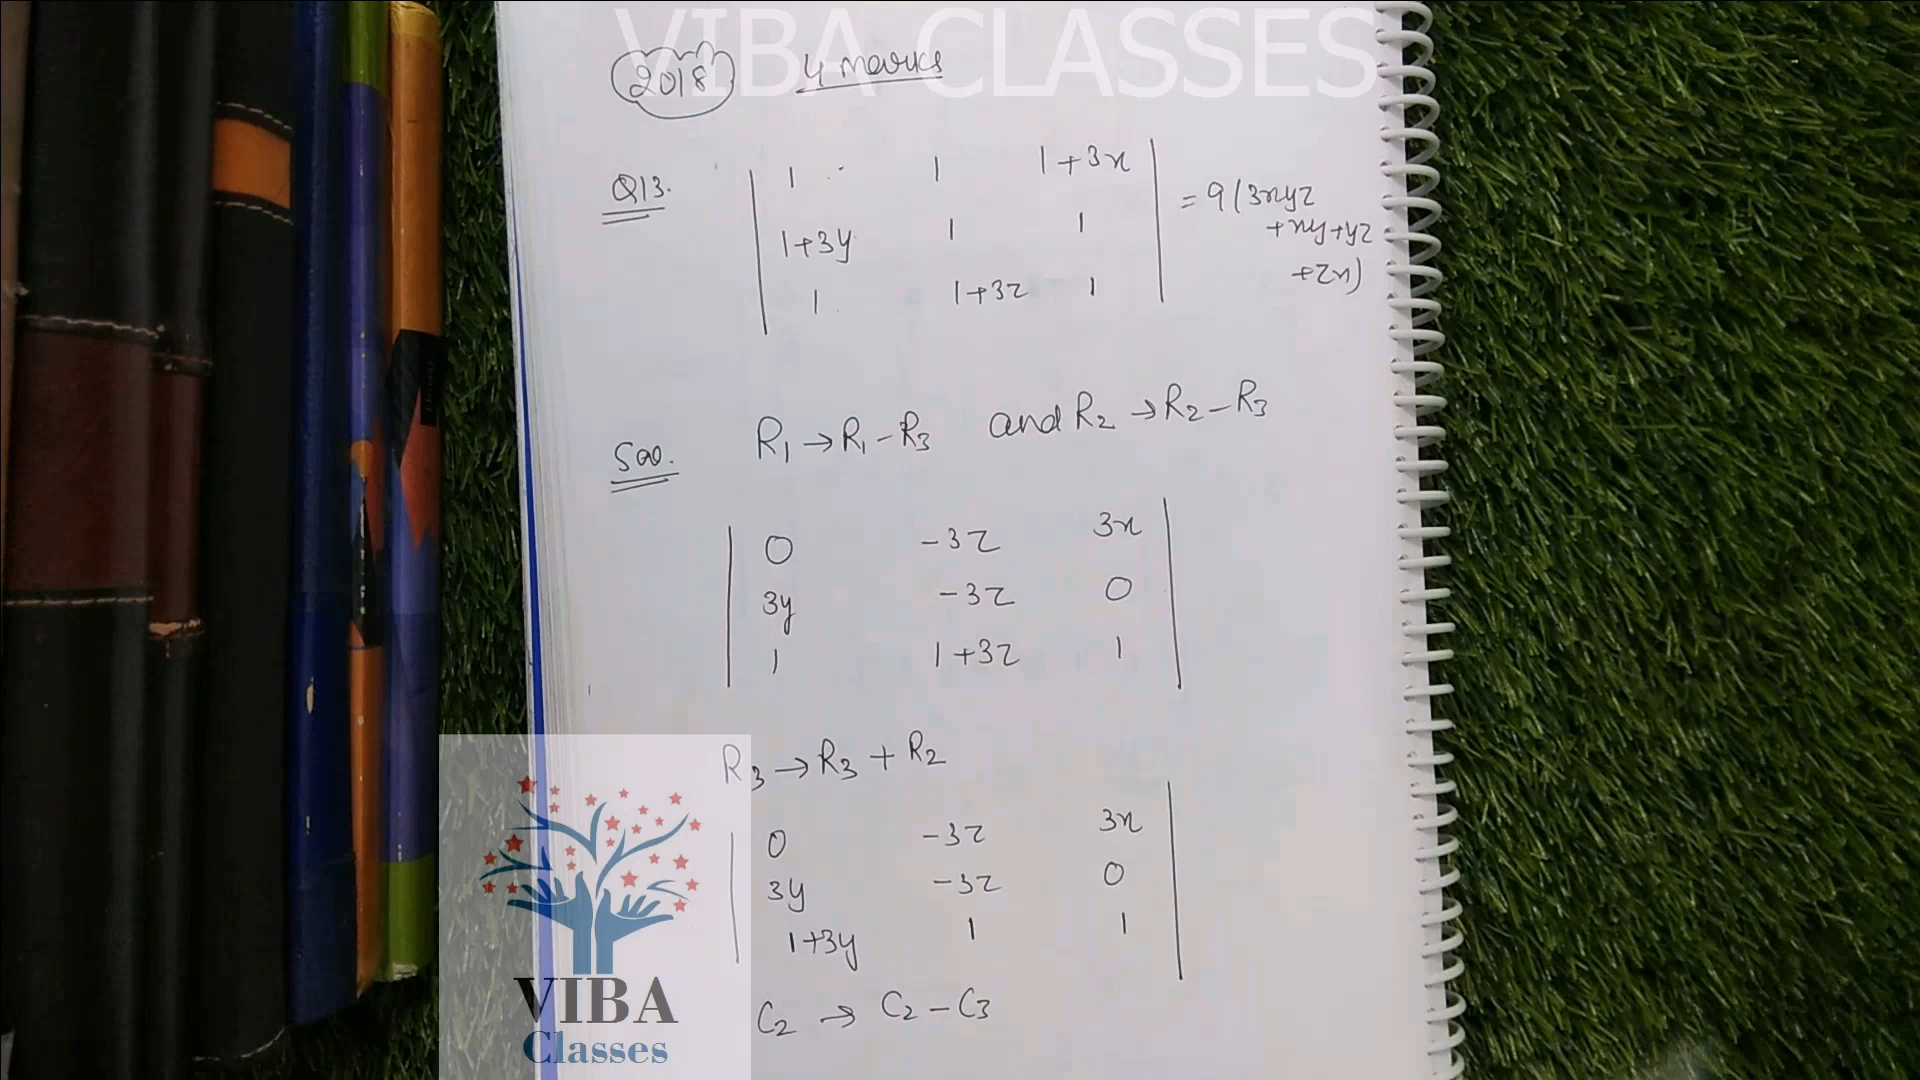 VIBA CLASSES
2018 4 marks
Q13.
1 1 1+3x
1+3y 1 1
1 1+3z 1
= 9(3xyz
+xy+yz
+zx)
Sol.
R1 → R1 - R3 and R2 → R2 - R3
0 -3z 3x
3y -3z 0
1 1+3z 1
R3 → R3 + R2
0 -3z 3x
3y -3z 0
1+3y 1 1
C2 → C2 - C3
VIBA
Classes